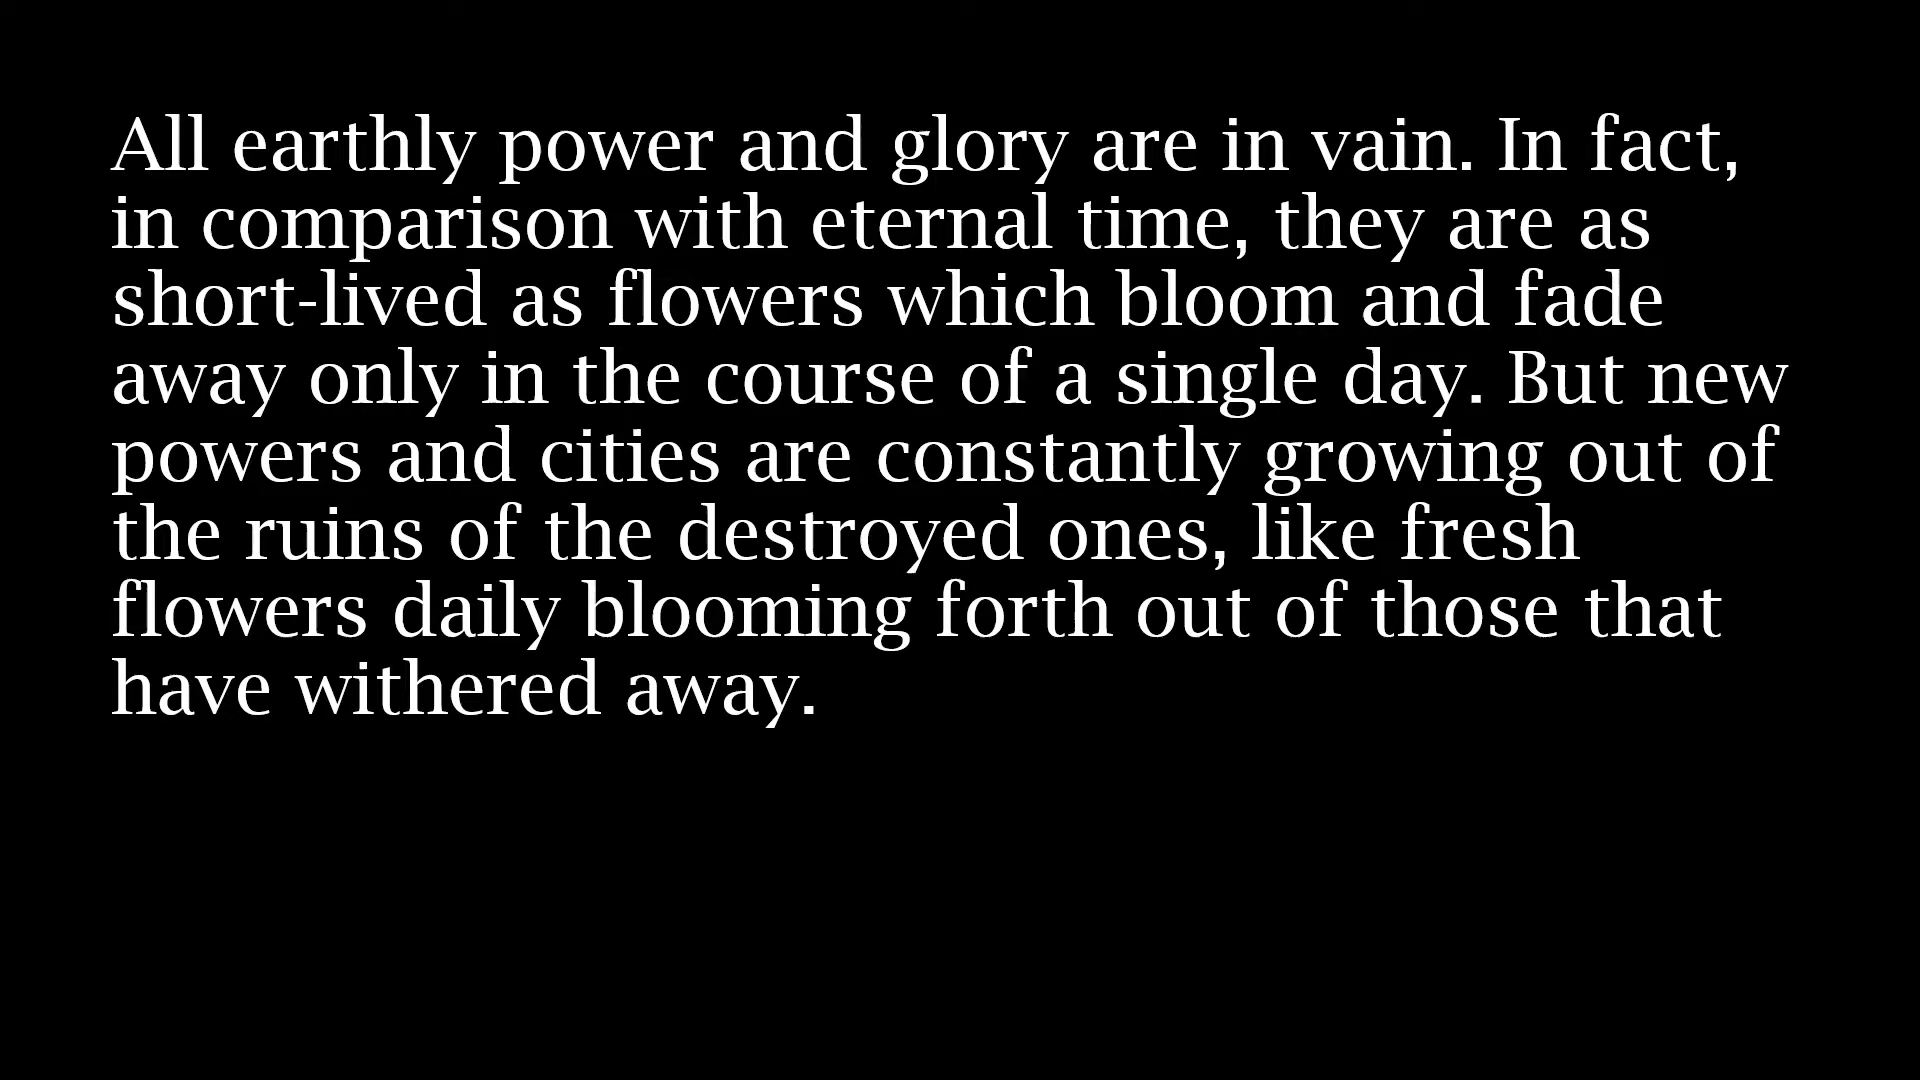 All earthly power and glory are in vain. In fact,
in comparison with eternal time, they are as
short-lived as flowers which bloom and fade
away only in the course of a single day. But new
powers and cities are constantly growing out of
the ruins of the destroyed ones, like fresh
flowers daily blooming forth out of those that
have withered away.